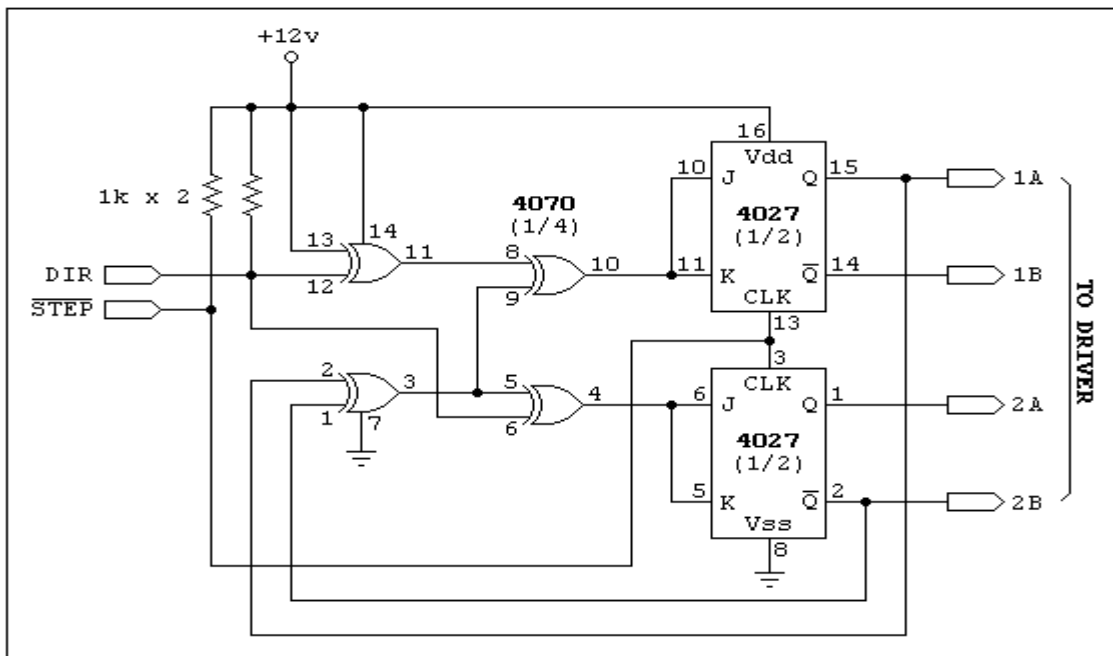 +12v
16
Vdd
10
J
Q
15
1A
1k x 2
4070
(1/4)
4027
(1/2)
13
14
11
8
10
11
K
Q̅
14
1B
DIR
12
9
CLK
STEP
13
TO DRIVER
3
2
3
5
4
6
CLK
J
Q
1
2A
1
7
6
4027
(1/2)
5
K
Q̅
2
2B
Vss
8